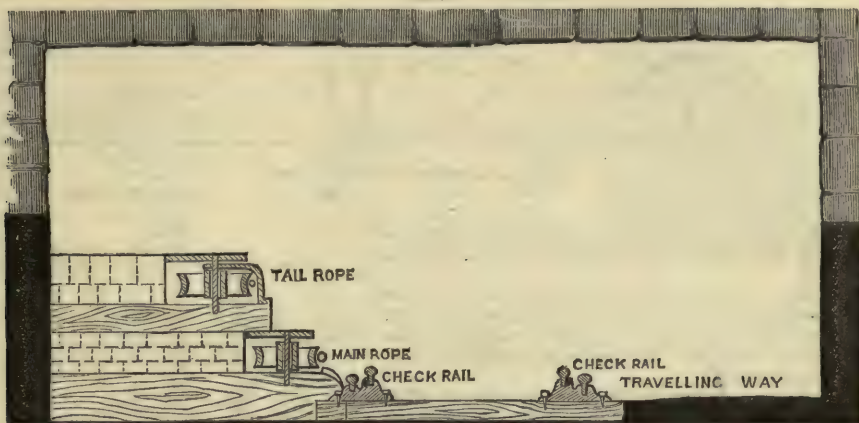 TAIL ROPE
MAIN ROPE
CHECK RAIL
CHECK RAIL
TRAVELLING WAY